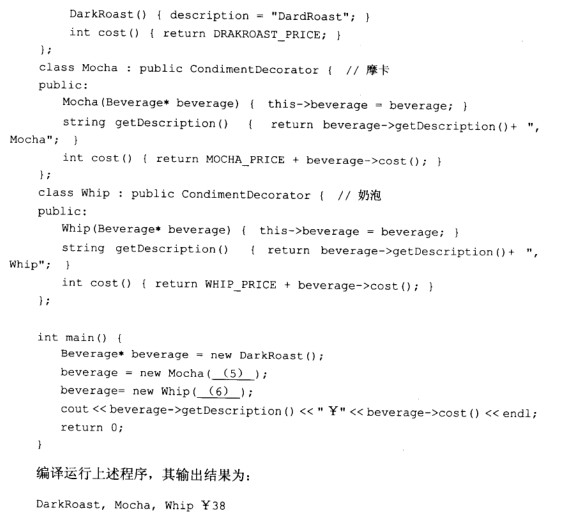 DarkRoast() { description = "DardRoast"; }
int cost() { return DRAKROAST_PRICE; }
};
class Mocha : public CondimentDecorator { // 摩卡
public:
Mocha(Beverage* beverage) { this->beverage = beverage; }
string getDescription() { return beverage->getDescription()+ ",
Mocha"; }
int cost() { return MOCHA_PRICE + beverage->cost(); }
};
class Whip : public CondimentDecorator { // 奶泡
public:
Whip(Beverage* beverage) { this->beverage = beverage; }
string getDescription() { return beverage->getDescription()+ ",
Whip"; }
int cost() { return WHIP_PRICE + beverage->cost(); }
};
int main() {
Beverage* beverage = new DarkRoast();
beverage = new Mocha( (5) );
beverage= new Whip( (6) );
cout<<beverage->getDescription()<<" ¥"<<beverage->cost()<<endl;
return 0;
}
编译运行上述程序，其输出结果为：
DarkRoast, Mocha, Whip ¥38